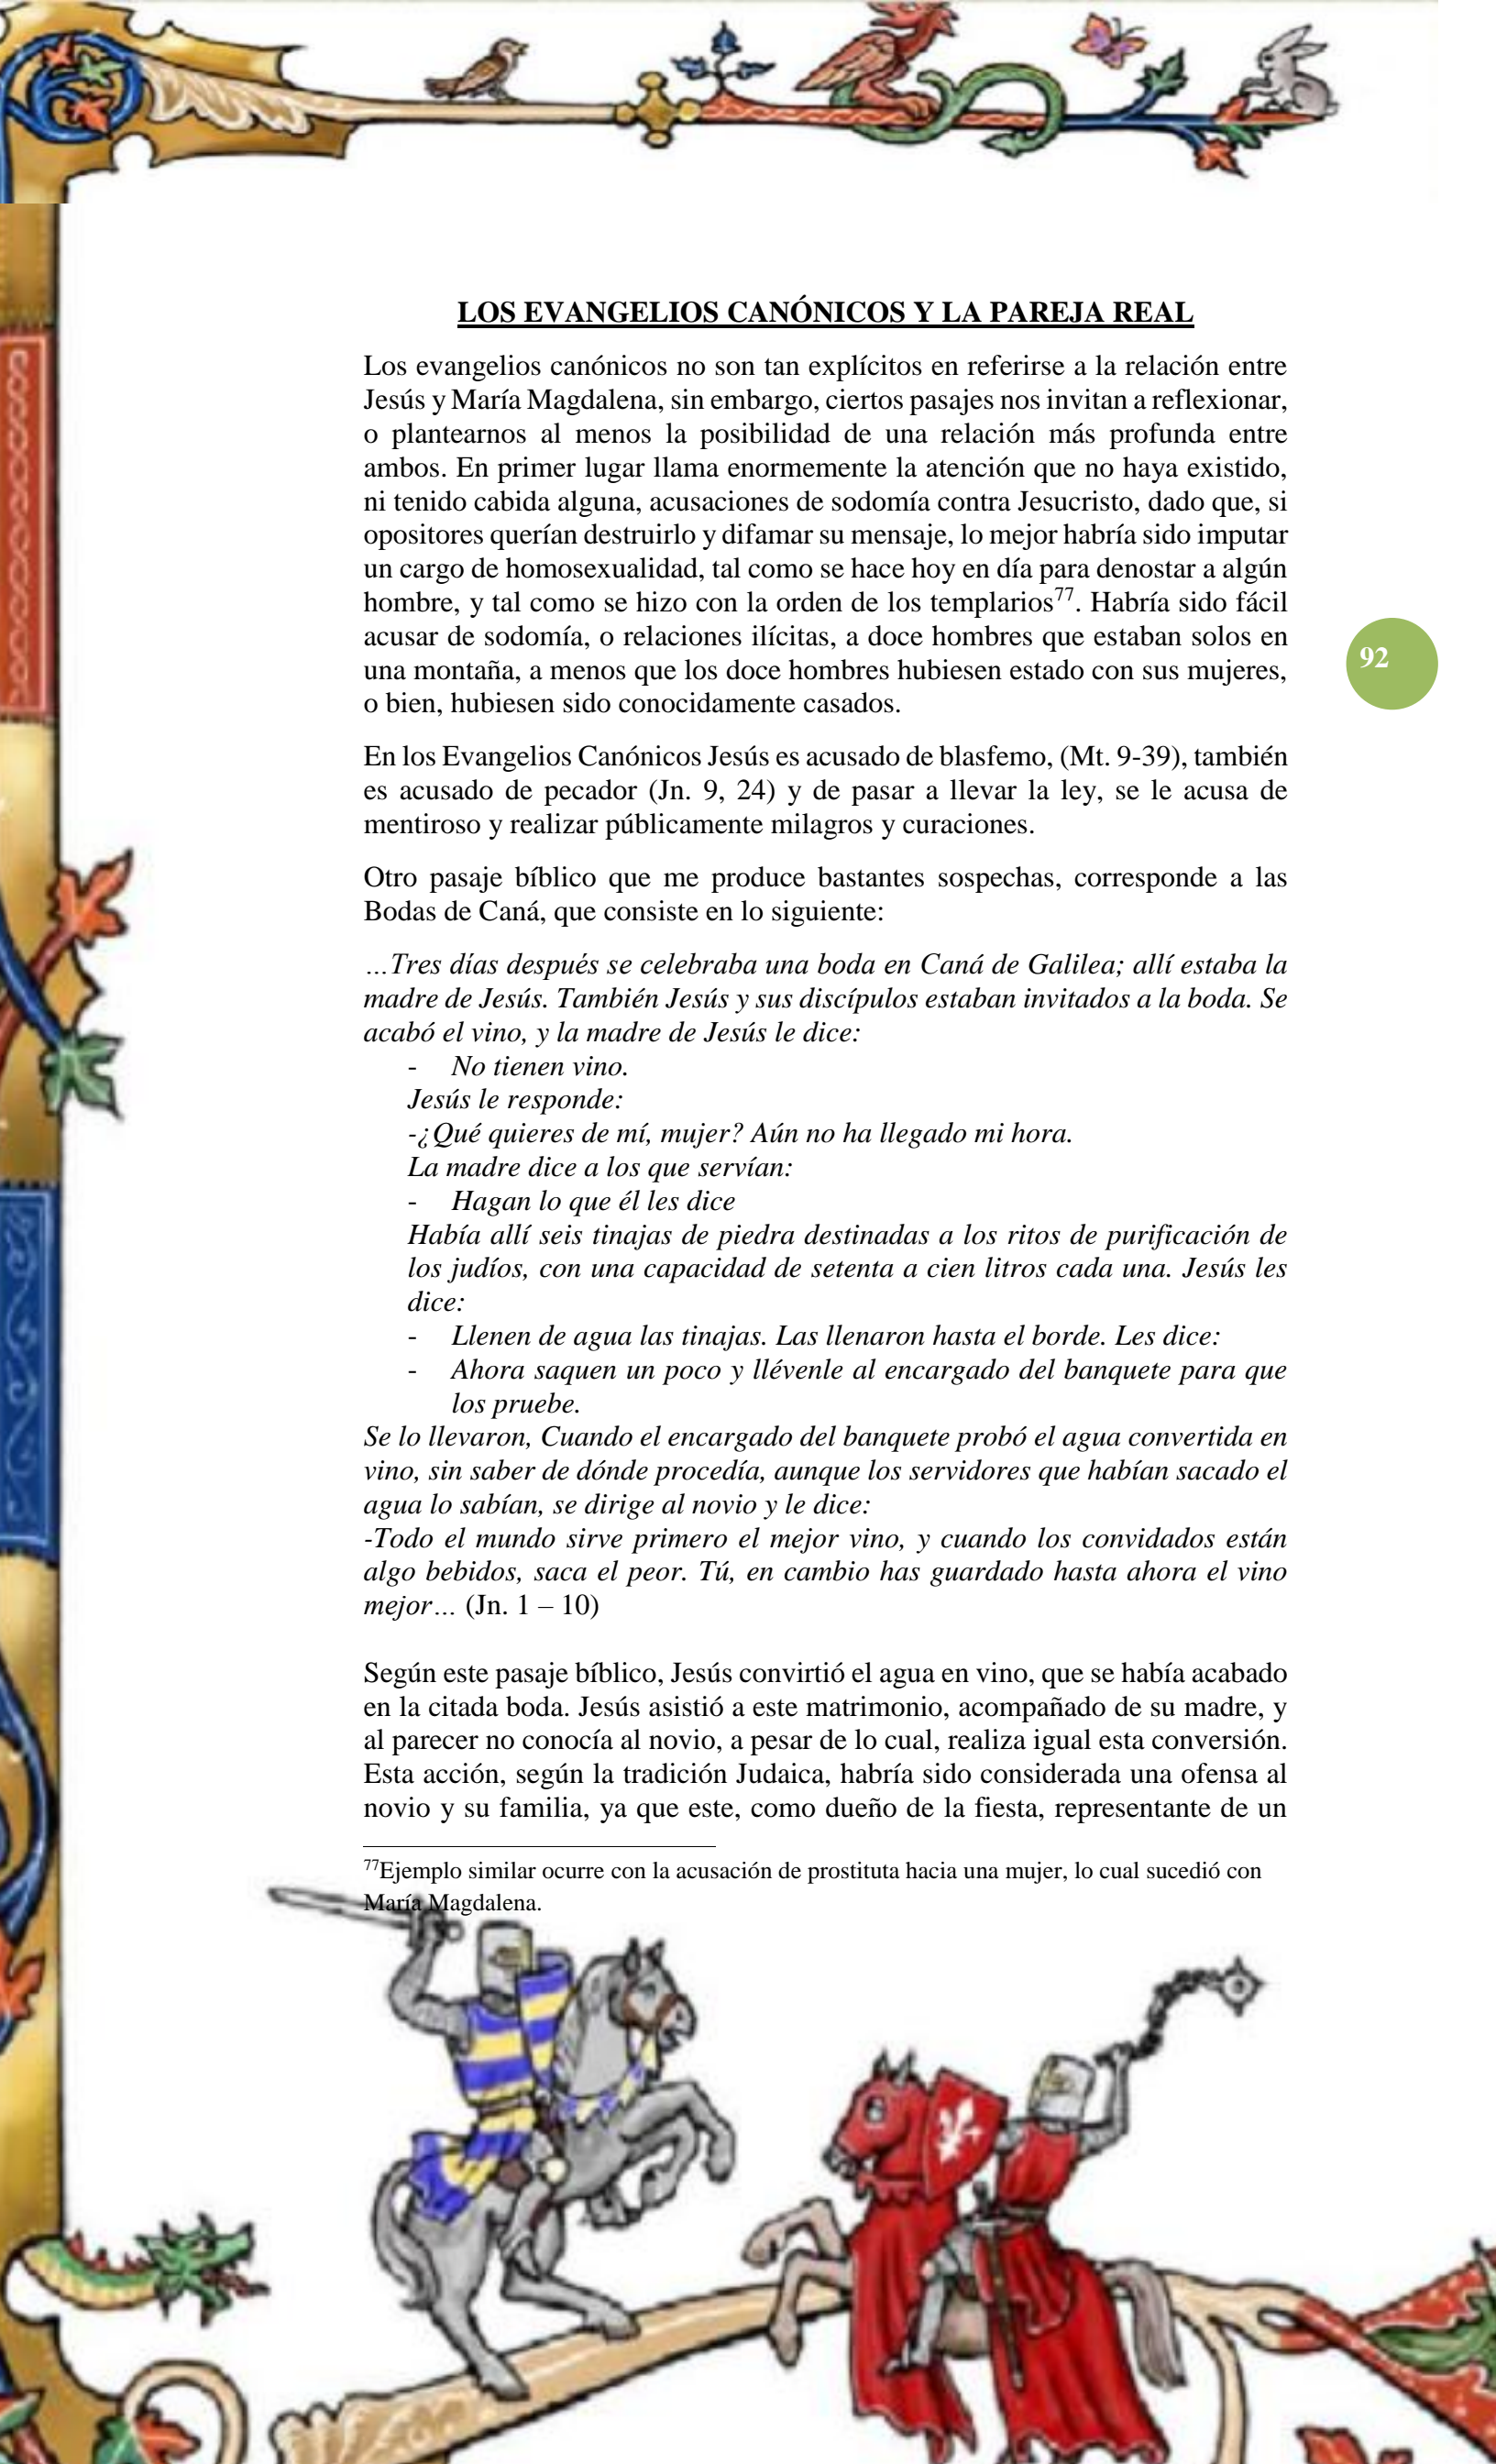 LOS EVANGELIOS CANÓNICOS Y LA PAREJA REAL
Los evangelios canónicos no son tan explícitos en referirse a la relación entre
Jesús y María Magdalena, sin embargo, ciertos pasajes nos invitan a reflexionar,
o plantearnos al menos la posibilidad de una relación más profunda entre
ambos. En primer lugar llama enormemente la atención que no haya existido,
ni tenido cabida alguna, acusaciones de sodomía contra Jesucristo, dado que, si
opositores querían destruirlo y difamar su mensaje, lo mejor habría sido imputar
un cargo de homosexualidad, tal como se hace hoy en día para denostar a algún
hombre, y tal como se hizo con la orden de los templarios77. Habría sido fácil
acusar de sodomía, o relaciones ilícitas, a doce hombres que estaban solos en
una montaña, a menos que los doce hombres hubiesen estado con sus mujeres,
o bien, hubiesen sido conocidamente casados.
92
En los Evangelios Canónicos Jesús es acusado de blasfemo, (Mt. 9-39), también
es acusado de pecador (Jn. 9, 24) y de pasar a llevar la ley, se le acusa de
mentiroso y realizar públicamente milagros y curaciones.
Otro pasaje bíblico que me produce bastantes sospechas, corresponde a las
Bodas de Caná, que consiste en lo siguiente:
…Tres días después se celebraba una boda en Caná de Galilea; allí estaba la
madre de Jesús. También Jesús y sus discípulos estaban invitados a la boda. Se
acabó el vino, y la madre de Jesús le dice:
- No tienen vino.
Jesús le responde:
-¿Qué quieres de mí, mujer? Aún no ha llegado mi hora.
La madre dice a los que servían:
- Hagan lo que él les dice
Había allí seis tinajas de piedra destinadas a los ritos de purificación de
los judíos, con una capacidad de setenta a cien litros cada una. Jesús les
dice:
- Llenen de agua las tinajas. Las llenaron hasta el borde. Les dice:
- Ahora saquen un poco y llévenle al encargado del banquete para que
los pruebe.
Se lo llevaron, Cuando el encargado del banquete probó el agua convertida en
vino, sin saber de dónde procedía, aunque los servidores que habían sacado el
agua lo sabían, se dirige al novio y le dice:
-Todo el mundo sirve primero el mejor vino, y cuando los convidados están
algo bebidos, saca el peor. Tú, en cambio has guardado hasta ahora el vino
mejor… (Jn. 1 – 10)
Según este pasaje bíblico, Jesús convirtió el agua en vino, que se había acabado
en la citada boda. Jesús asistió a este matrimonio, acompañado de su madre, y
al parecer no conocía al novio, a pesar de lo cual, realiza igual esta conversión.
Esta acción, según la tradición Judaica, habría sido considerada una ofensa al
novio y su familia, ya que este, como dueño de la fiesta, representante de un
77Ejemplo similar ocurre con la acusación de prostituta hacia una mujer, lo cual sucedió con
María Magdalena.